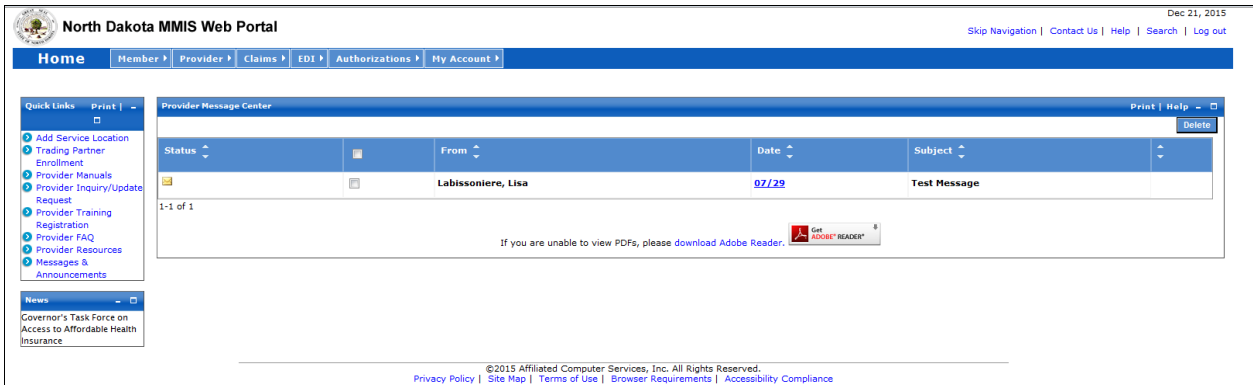 Dec 21, 2015
North Dakota MMIS Web Portal
Skip Navigation | Contact Us | Help | Search | Log out
Home Member Provider Claims EDI Authorizations My Account
Quick Links Print | –
Add Service Location
Trading Partner
Enrollment
Provider Manuals
Provider Inquiry/Update
Request
Provider Training
Registration
Provider FAQ
Provider Resources
Messages &
Announcements
News
Governor's Task Force on
Access to Affordable Health
Insurance
Provider Message Center Print | Help –
Delete
Status From Date Subject
Labissoniere, Lisa 07/29 Test Message
1-1 of 1
If you are unable to view PDFs, please download Adobe Reader. Get
ADOBE® READER®
©2015 Affiliated Computer Services, Inc. All Rights Reserved.
Privacy Policy | Site Map | Terms of Use | Browser Requirements | Accessibility Compliance